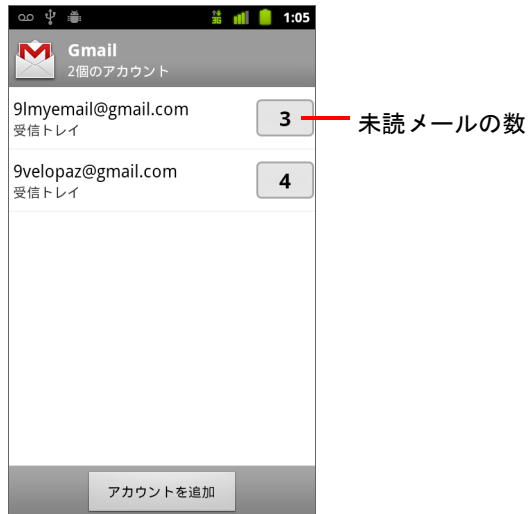 3G 1:05
Gmail
2個のアカウント
9lmyemail@gmail.com
受信トレイ
3
未読メールの数
9velopaz@gmail.com
受信トレイ
4
アカウントを追加